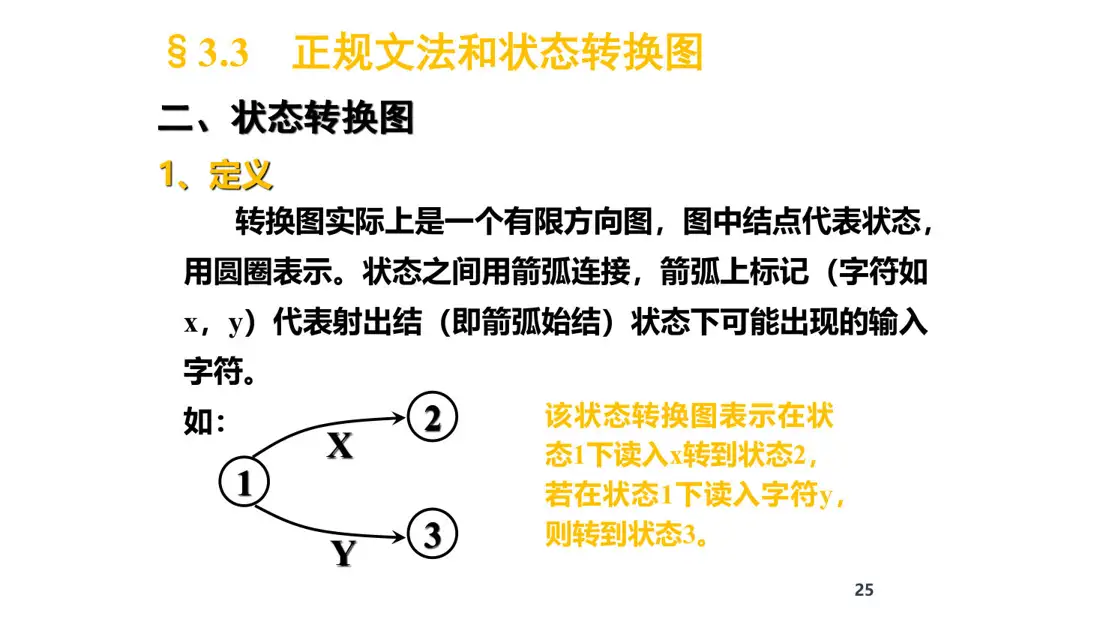 §3.3 正规文法和状态转换图
二、状态转换图
1、定义
转换图实际上是一个有限方向图，图中结点代表状态，
用圆圈表示。状态之间用箭弧连接，箭弧上标记（字符如
x，y）代表射出结（即箭弧始结）状态下可能出现的输入
字符。
如：
1
X
2
Y
3
该状态转换图表示在状
态1下读入x转到状态2，
若在状态1下读入字符y，
则转到状态3。
25